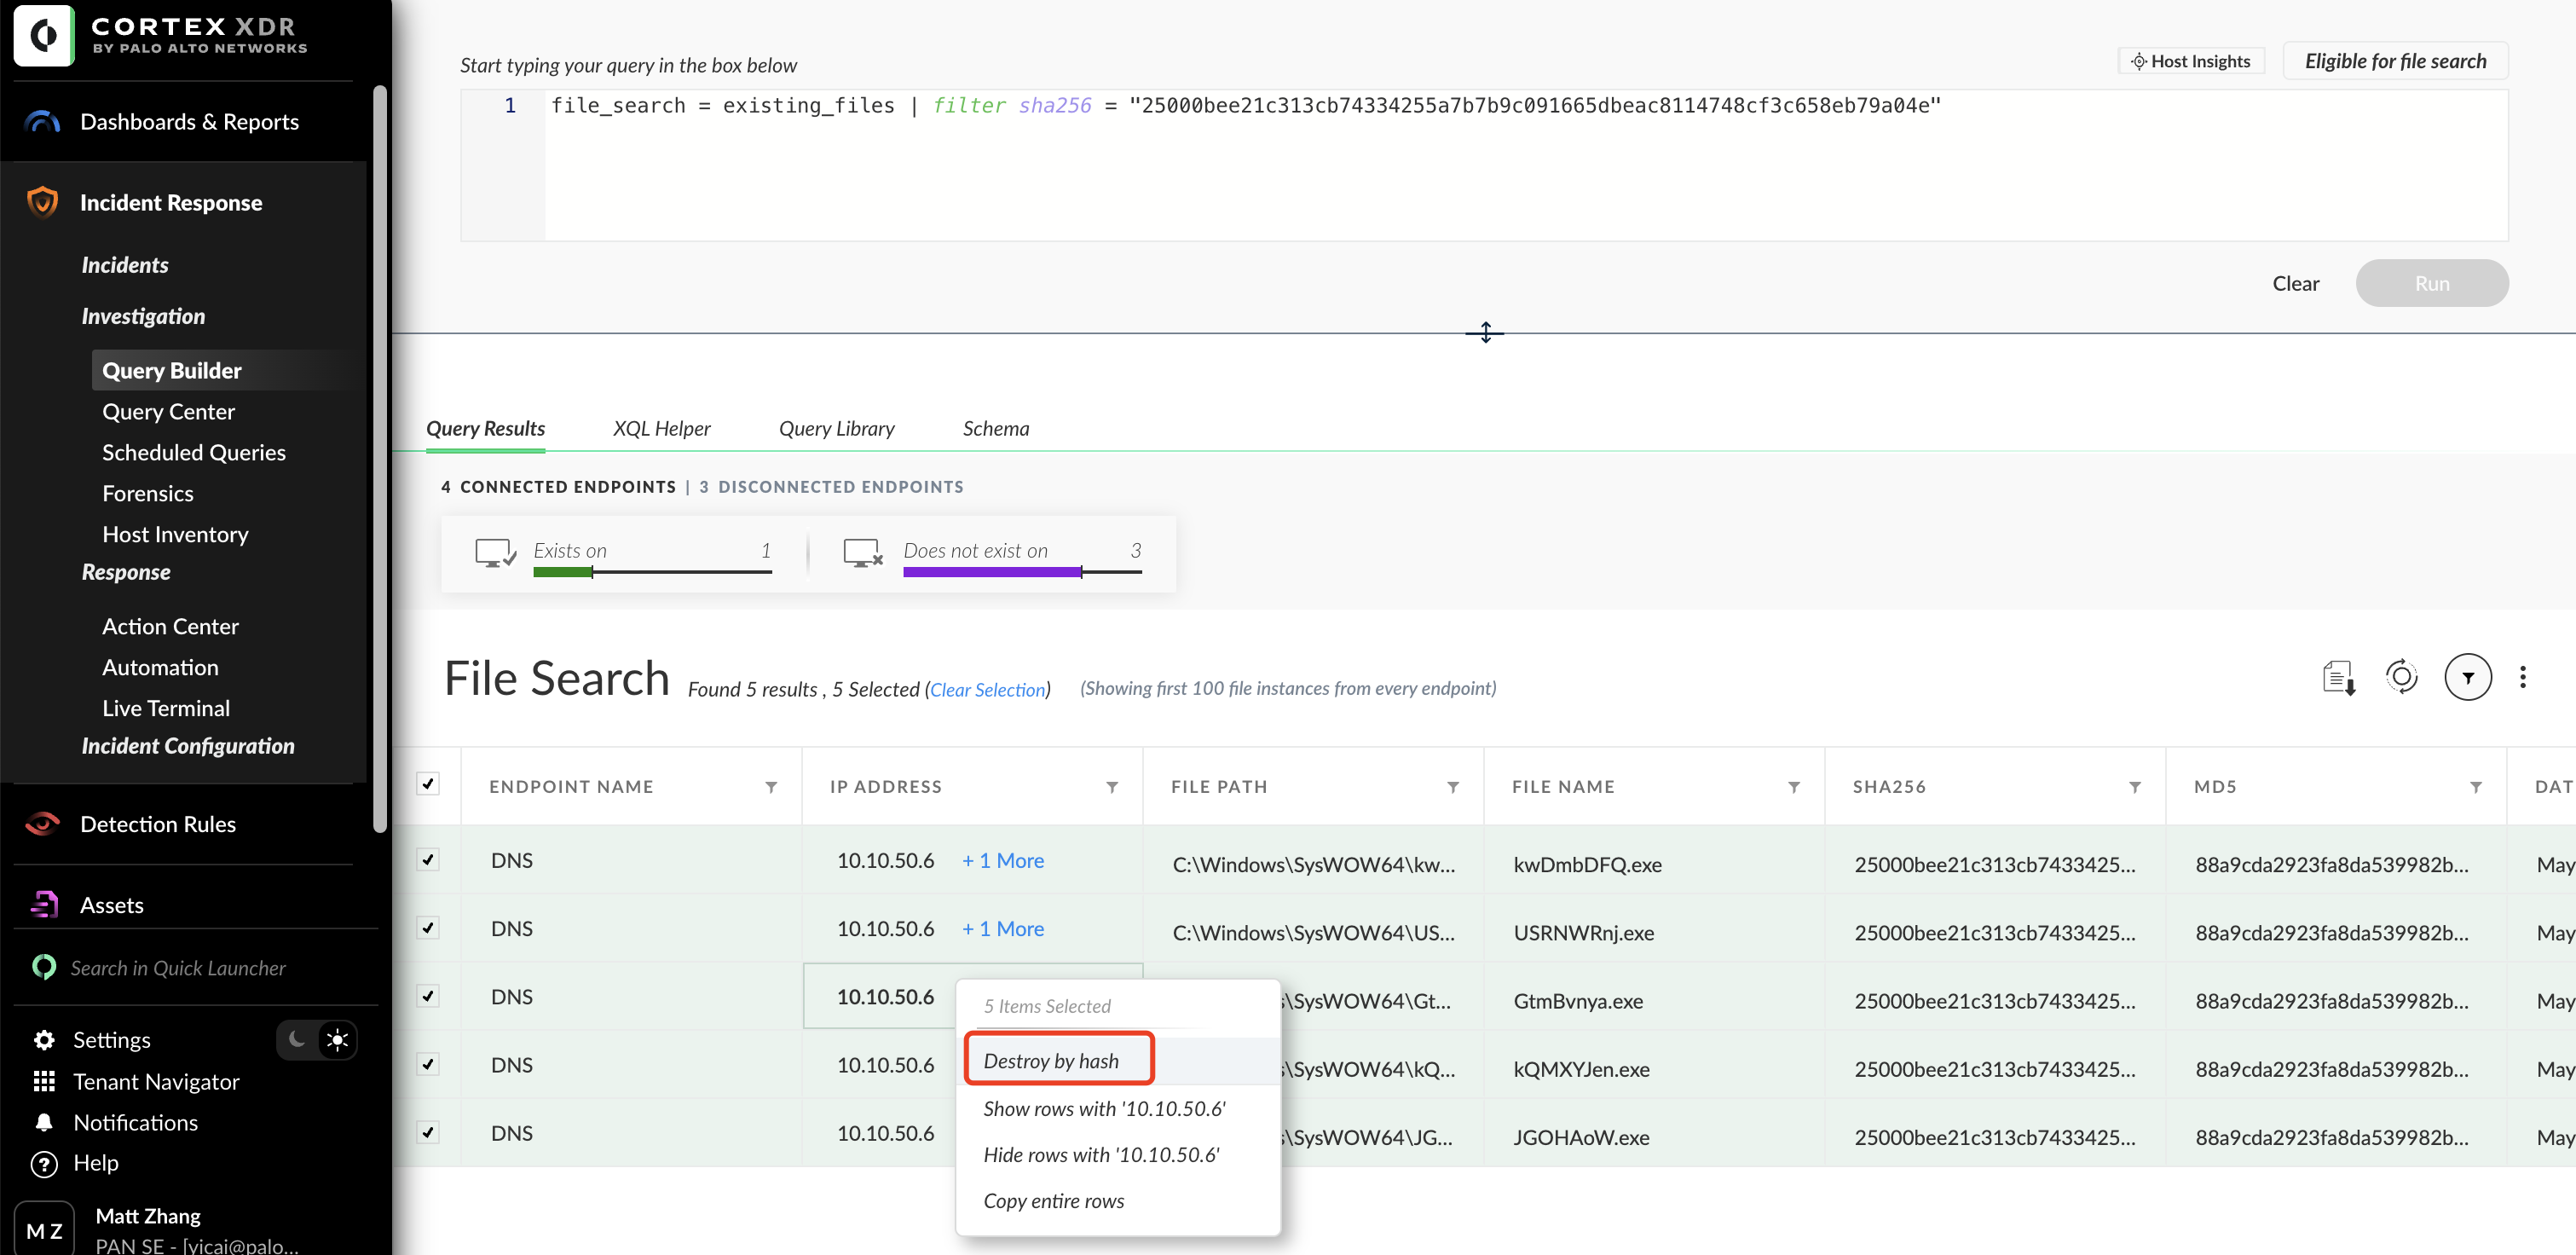 CORTEX XDR
BY PALO ALTO NETWORKS
Dashboards & Reports
Incident Response
Incidents
Investigation
Query Builder
Query Center
Scheduled Queries
Forensics
Host Inventory
Response
Action Center
Automation
Live Terminal
Incident Configuration
Detection Rules
Assets
Search in Quick Launcher
Settings
Tenant Navigator
Notifications
Help
M Z
Matt Zhang
PAN SE - [yicai@palo...
Start typing your query in the box below
Host Insights
Eligible for file search
1 file_search = existing_files | filter sha256 = "25000bee21c313cb74334255a7b7b9c091665dbeac8114748cf3c658eb79a04e"
Clear
Run
Query Results XQL Helper Query Library Schema
4 CONNECTED ENDPOINTS | 3 DISCONNECTED ENDPOINTS
Exists on 1 Does not exist on 3
File Search Found 5 results , 5 Selected (Clear Selection) (Showing first 100 file instances from every endpoint)
ENDPOINT NAME IP ADDRESS FILE PATH FILE NAME SHA256 MD5 DAT
DNS 10.10.50.6 + 1 More C:\Windows\SysWOW64\kw... kwDmbDFQ.exe 25000bee21c313cb7433425... 88a9cda2923fa8da539982b... May
DNS 10.10.50.6 + 1 More C:\Windows\SysWOW64\US... USRNWRnj.exe 25000bee21c313cb7433425... 88a9cda2923fa8da539982b... May
DNS 10.10.50.6 s\SysWOW64\Gt... GtmBvnya.exe 25000bee21c313cb7433425... 88a9cda2923fa8da539982b... May
DNS 10.10.50.6 s\SysWOW64\kQ... kQMXYJen.exe 25000bee21c313cb7433425... 88a9cda2923fa8da539982b... May
DNS 10.10.50.6 s\SysWOW64\JG... JGOHAoW.exe 25000bee21c313cb7433425... 88a9cda2923fa8da539982b... May
5 Items Selected
Destroy by hash
Show rows with '10.10.50.6'
Hide rows with '10.10.50.6'
Copy entire rows